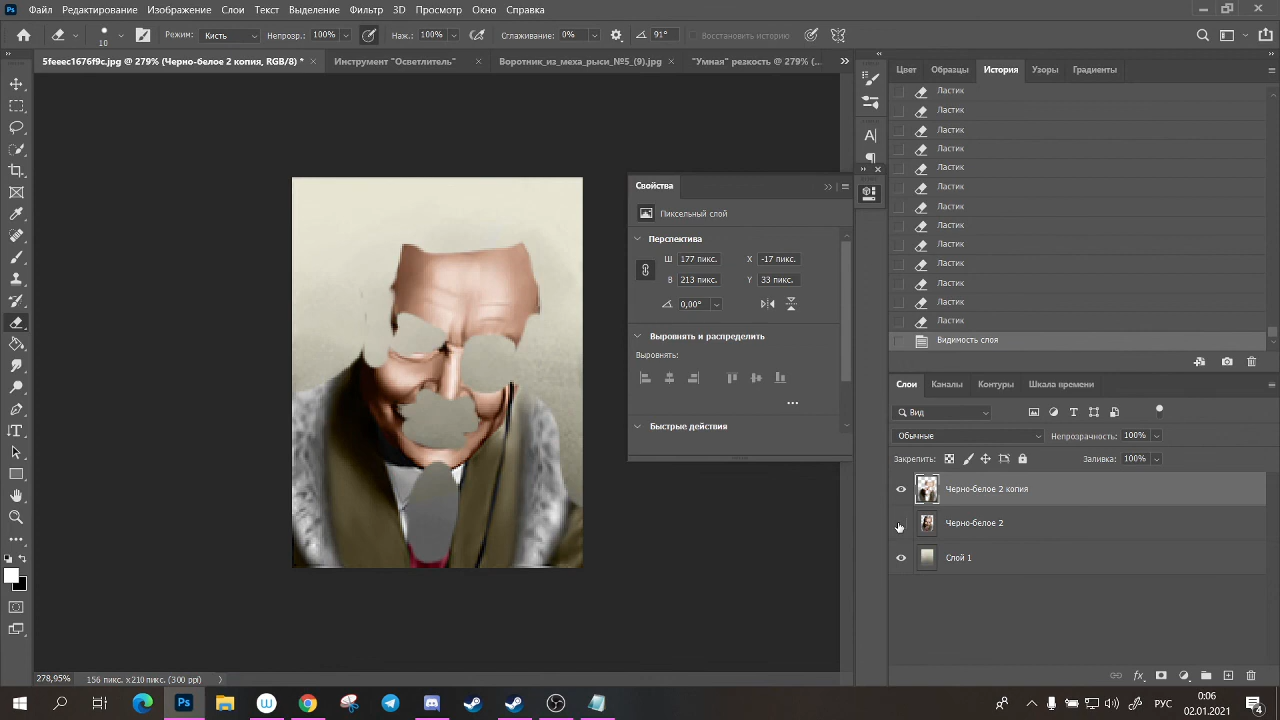 Ps Файл Редактирование Изображение Слои Текст Выделение Фильтр 3D Просмотр Окно Справка
10 Режим: Кисть Непрозр.: 100% Наж.: 100% Сглаживание: 0% 91° Восстановить историю
5feeec1676f9c.jpg @ 279% (Черно-белое 2 копия, RGB/8) * Инструмент "Осветлитель" Воротник_из_меха_рыси_№5_(9).jpg "Умная" резкость @ 279% (...
Цвет Образцы История Узоры Градиенты
Ластик
Ластик
Ластик
Ластик
Ластик
Ластик
Ластик
Ластик
Ластик
Ластик
Ластик
Ластик
Ластик
Видимость слоя
Свойства
Пиксельный слой
Перспектива
Ш 177 пикс. X -17 пикс.
В 213 пикс. Y 33 пикс.
0,00°
Выровнять и распределить
Выровнять:
Быстрые действия
Слои Каналы Контуры Шкала времени
Вид
Обычные Непрозрачность: 100%
Закрепить: Заливка: 100%
Черно-белое 2 копия
Черно-белое 2
Слой 1
278,95% 156 пикс. x 210 пикс. (300 ppi)
Ps РУС 0:06
02.01.2021 4